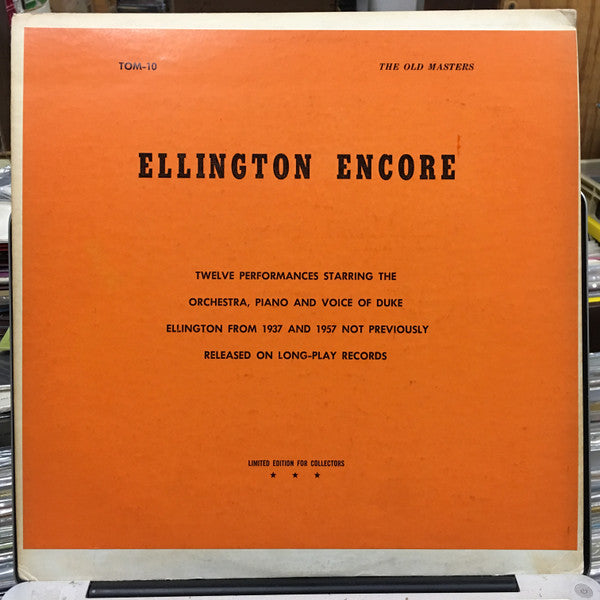 TOM-10 THE OLD MASTERS
ELLINGTON ENCORE
TWELVE PERFORMANCES STARRING THE
ORCHESTRA, PIANO AND VOICE OF DUKE
ELLINGTON FROM 1937 AND 1957 NOT PREVIOUSLY
RELEASED ON LONG-PLAY RECORDS
LIMITED EDITION FOR COLLECTORS
★ ★ ★